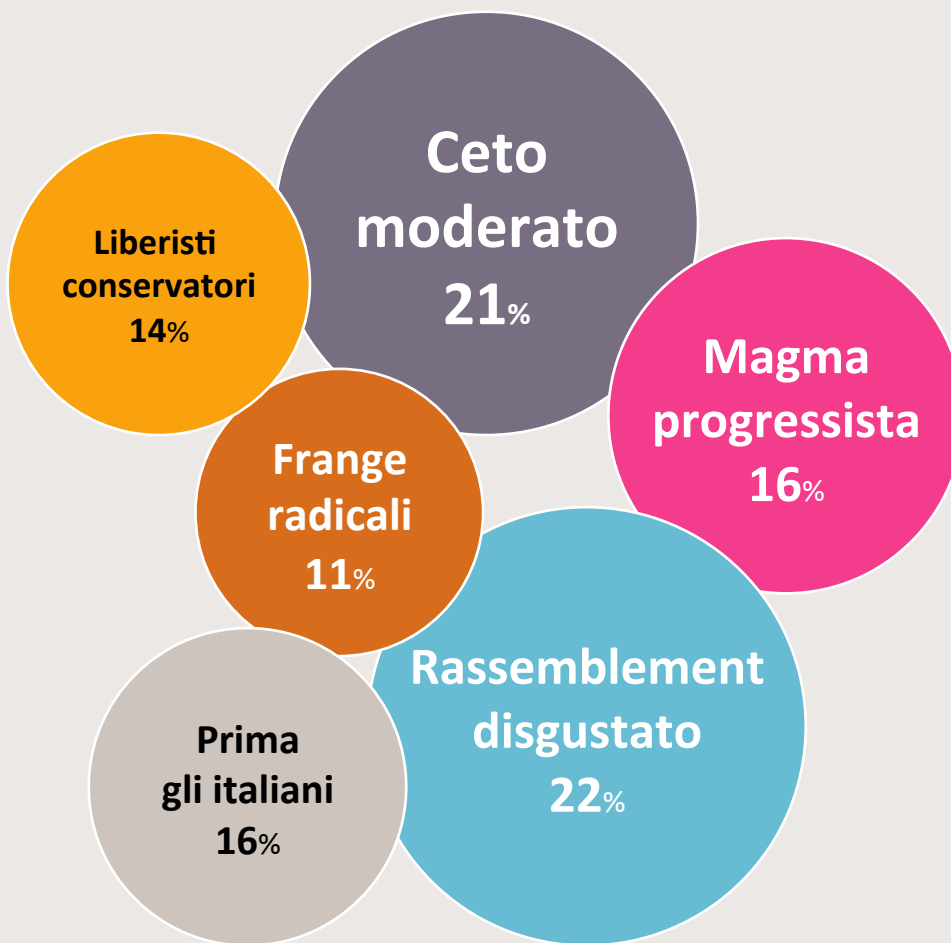 Ceto
moderato
21%
Liberisti
conservatori
14%
Magma
progressista
16%
Frange
radicali
11%
Rassemblement
disgustato
22%
Prima
gli italiani
16%